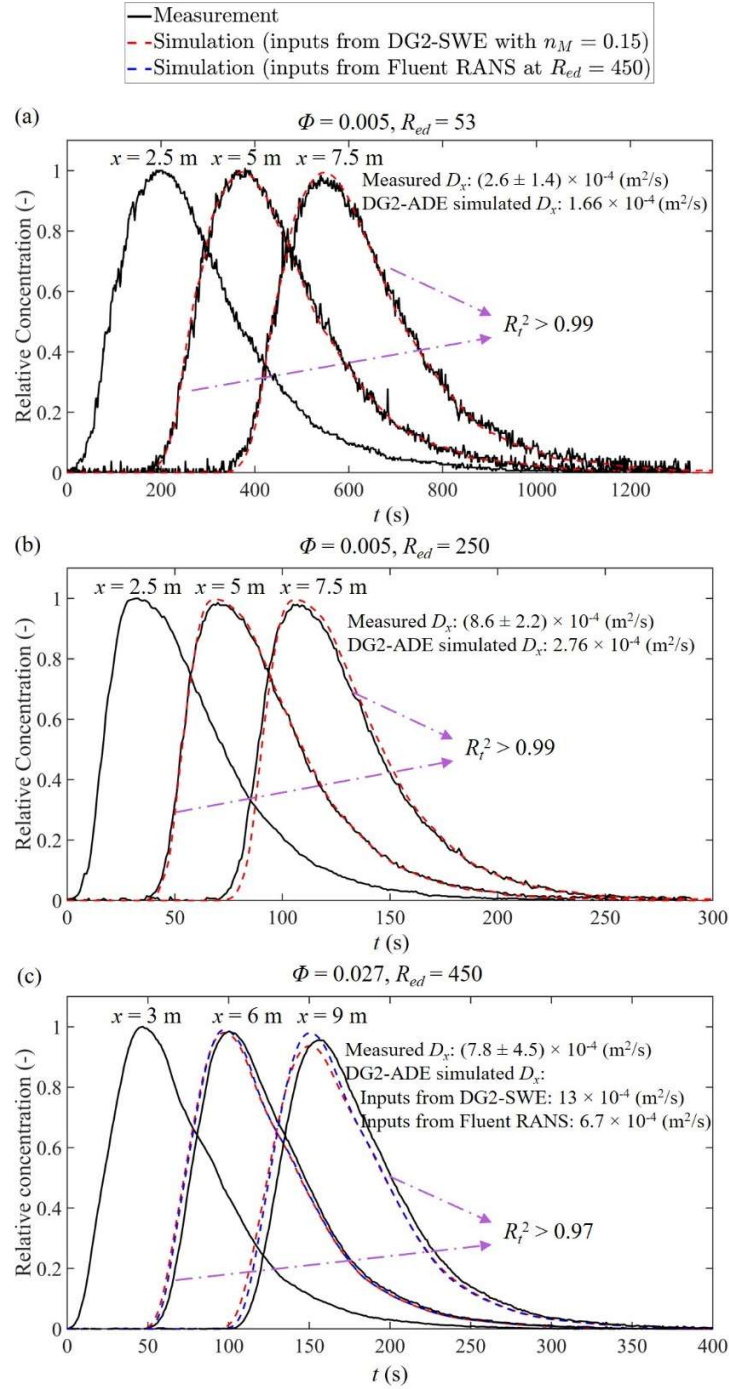 Measurement
Simulation (inputs from DG2-SWE with n_M = 0.15)
Simulation (inputs from Fluent RANS at R_ed = 450)
(a)
Φ = 0.005, R_ed = 53
x = 2.5 m x = 5 m x = 7.5 m
Measured D_x: (2.6 ± 1.4) × 10⁻⁴ (m²/s)
DG2-ADE simulated D_x: 1.66 × 10⁻⁴ (m²/s)
R_t² > 0.99
Relative Concentration (-)
1
0.8
0.6
0.4
0.2
0
0 200 400 600 800 1000 1200
t (s)
(b)
Φ = 0.005, R_ed = 250
x = 2.5 m x = 5 m x = 7.5 m
Measured D_x: (8.6 ± 2.2) × 10⁻⁴ (m²/s)
DG2-ADE simulated D_x: 2.76 × 10⁻⁴ (m²/s)
R_t² > 0.99
Relative Concentration (-)
1
0.8
0.6
0.4
0.2
0
0 50 100 150 200 250 300
t (s)
(c)
Φ = 0.027, R_ed = 450
x = 3 m x = 6 m x = 9 m
Measured D_x: (7.8 ± 4.5) × 10⁻⁴ (m²/s)
DG2-ADE simulated D_x:
Inputs from DG2-SWE: 13 × 10⁻⁴ (m²/s)
Inputs from Fluent RANS: 6.7 × 10⁻⁴ (m²/s)
R_t² > 0.97
Relative concentration (-)
1
0.8
0.6
0.4
0.2
0
0 50 100 150 200 250 300 350 400
t (s)